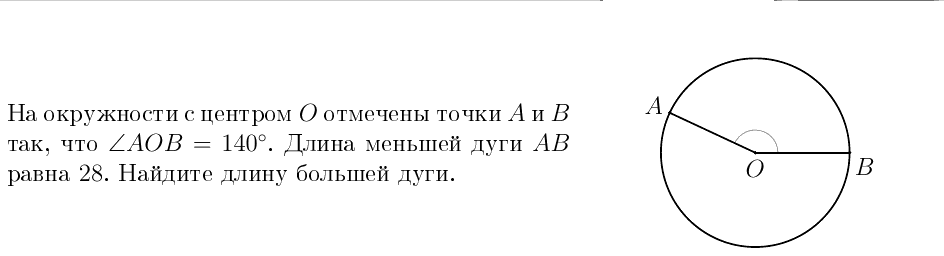 На окружности с центром O отмечены точки A и B
так, что ∠AOB = 140°. Длина меньшей дуги AB
равна 28. Найдите длину большей дуги.
A
O
B